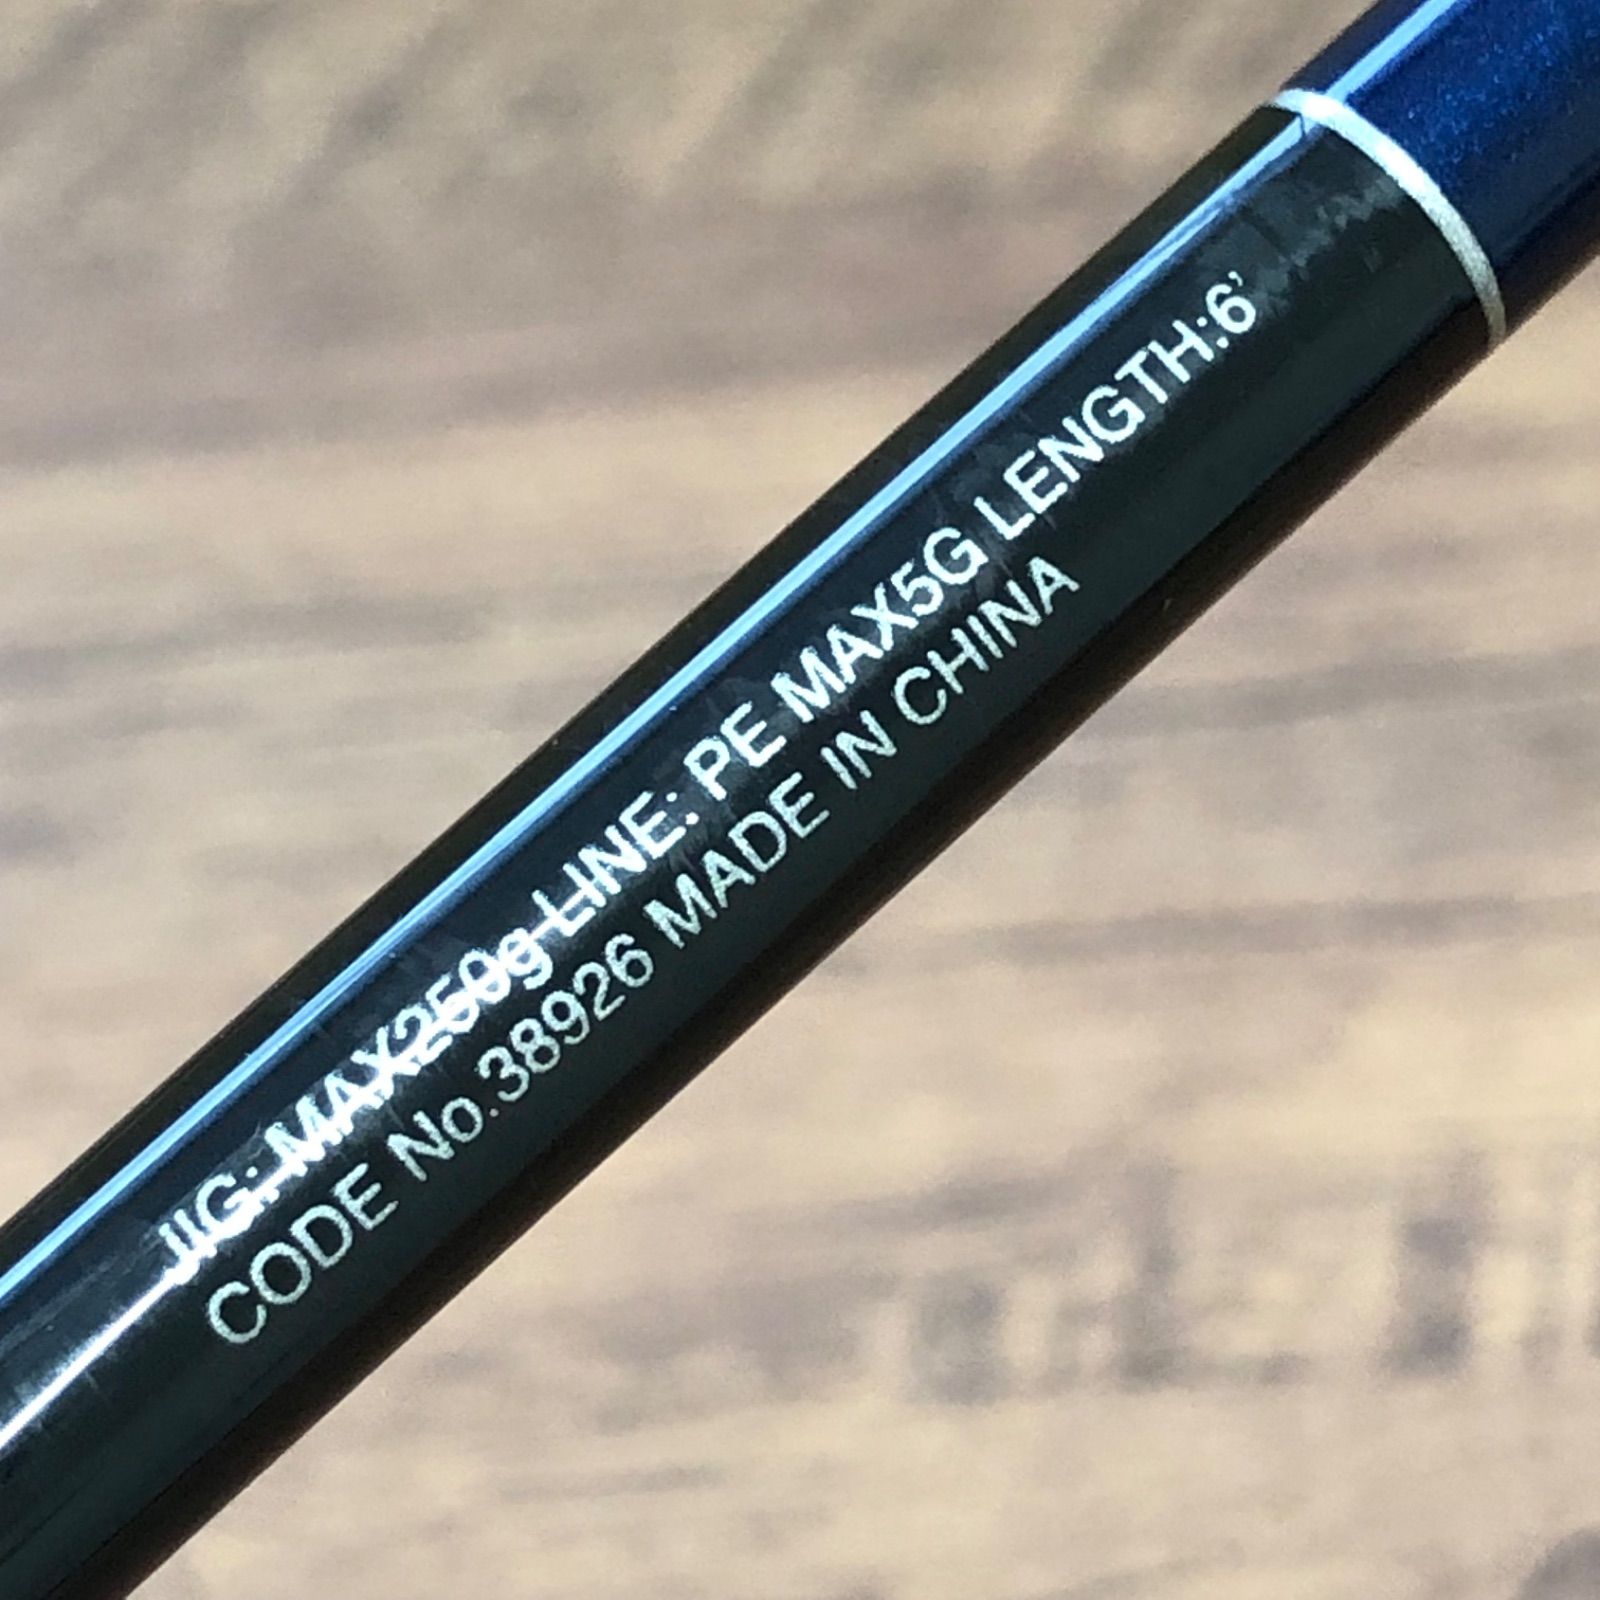 JIG: MAX250g LINE: PE MAX5G LENGTH:6'
CODE No.38926 MADE IN CHINA